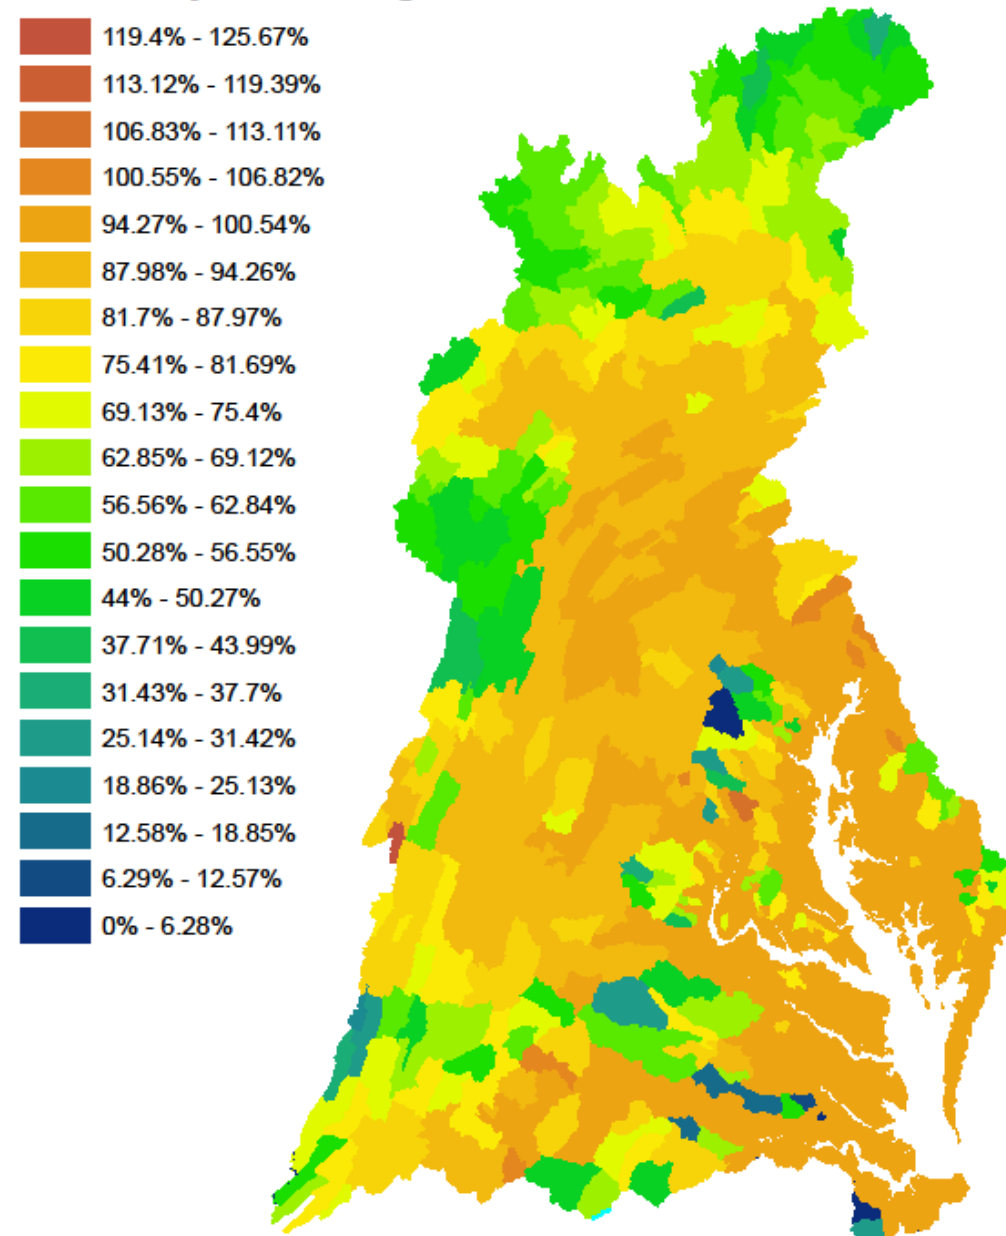 119.4% - 125.67%
113.12% - 119.39%
106.83% - 113.11%
100.55% - 106.82%
94.27% - 100.54%
87.98% - 94.26%
81.7% - 87.97%
75.41% - 81.69%
69.13% - 75.4%
62.85% - 69.12%
56.56% - 62.84%
50.28% - 56.55%
44% - 50.27%
37.71% - 43.99%
31.43% - 37.7%
25.14% - 31.42%
18.86% - 25.13%
12.58% - 18.85%
6.29% - 12.57%
0% - 6.28%